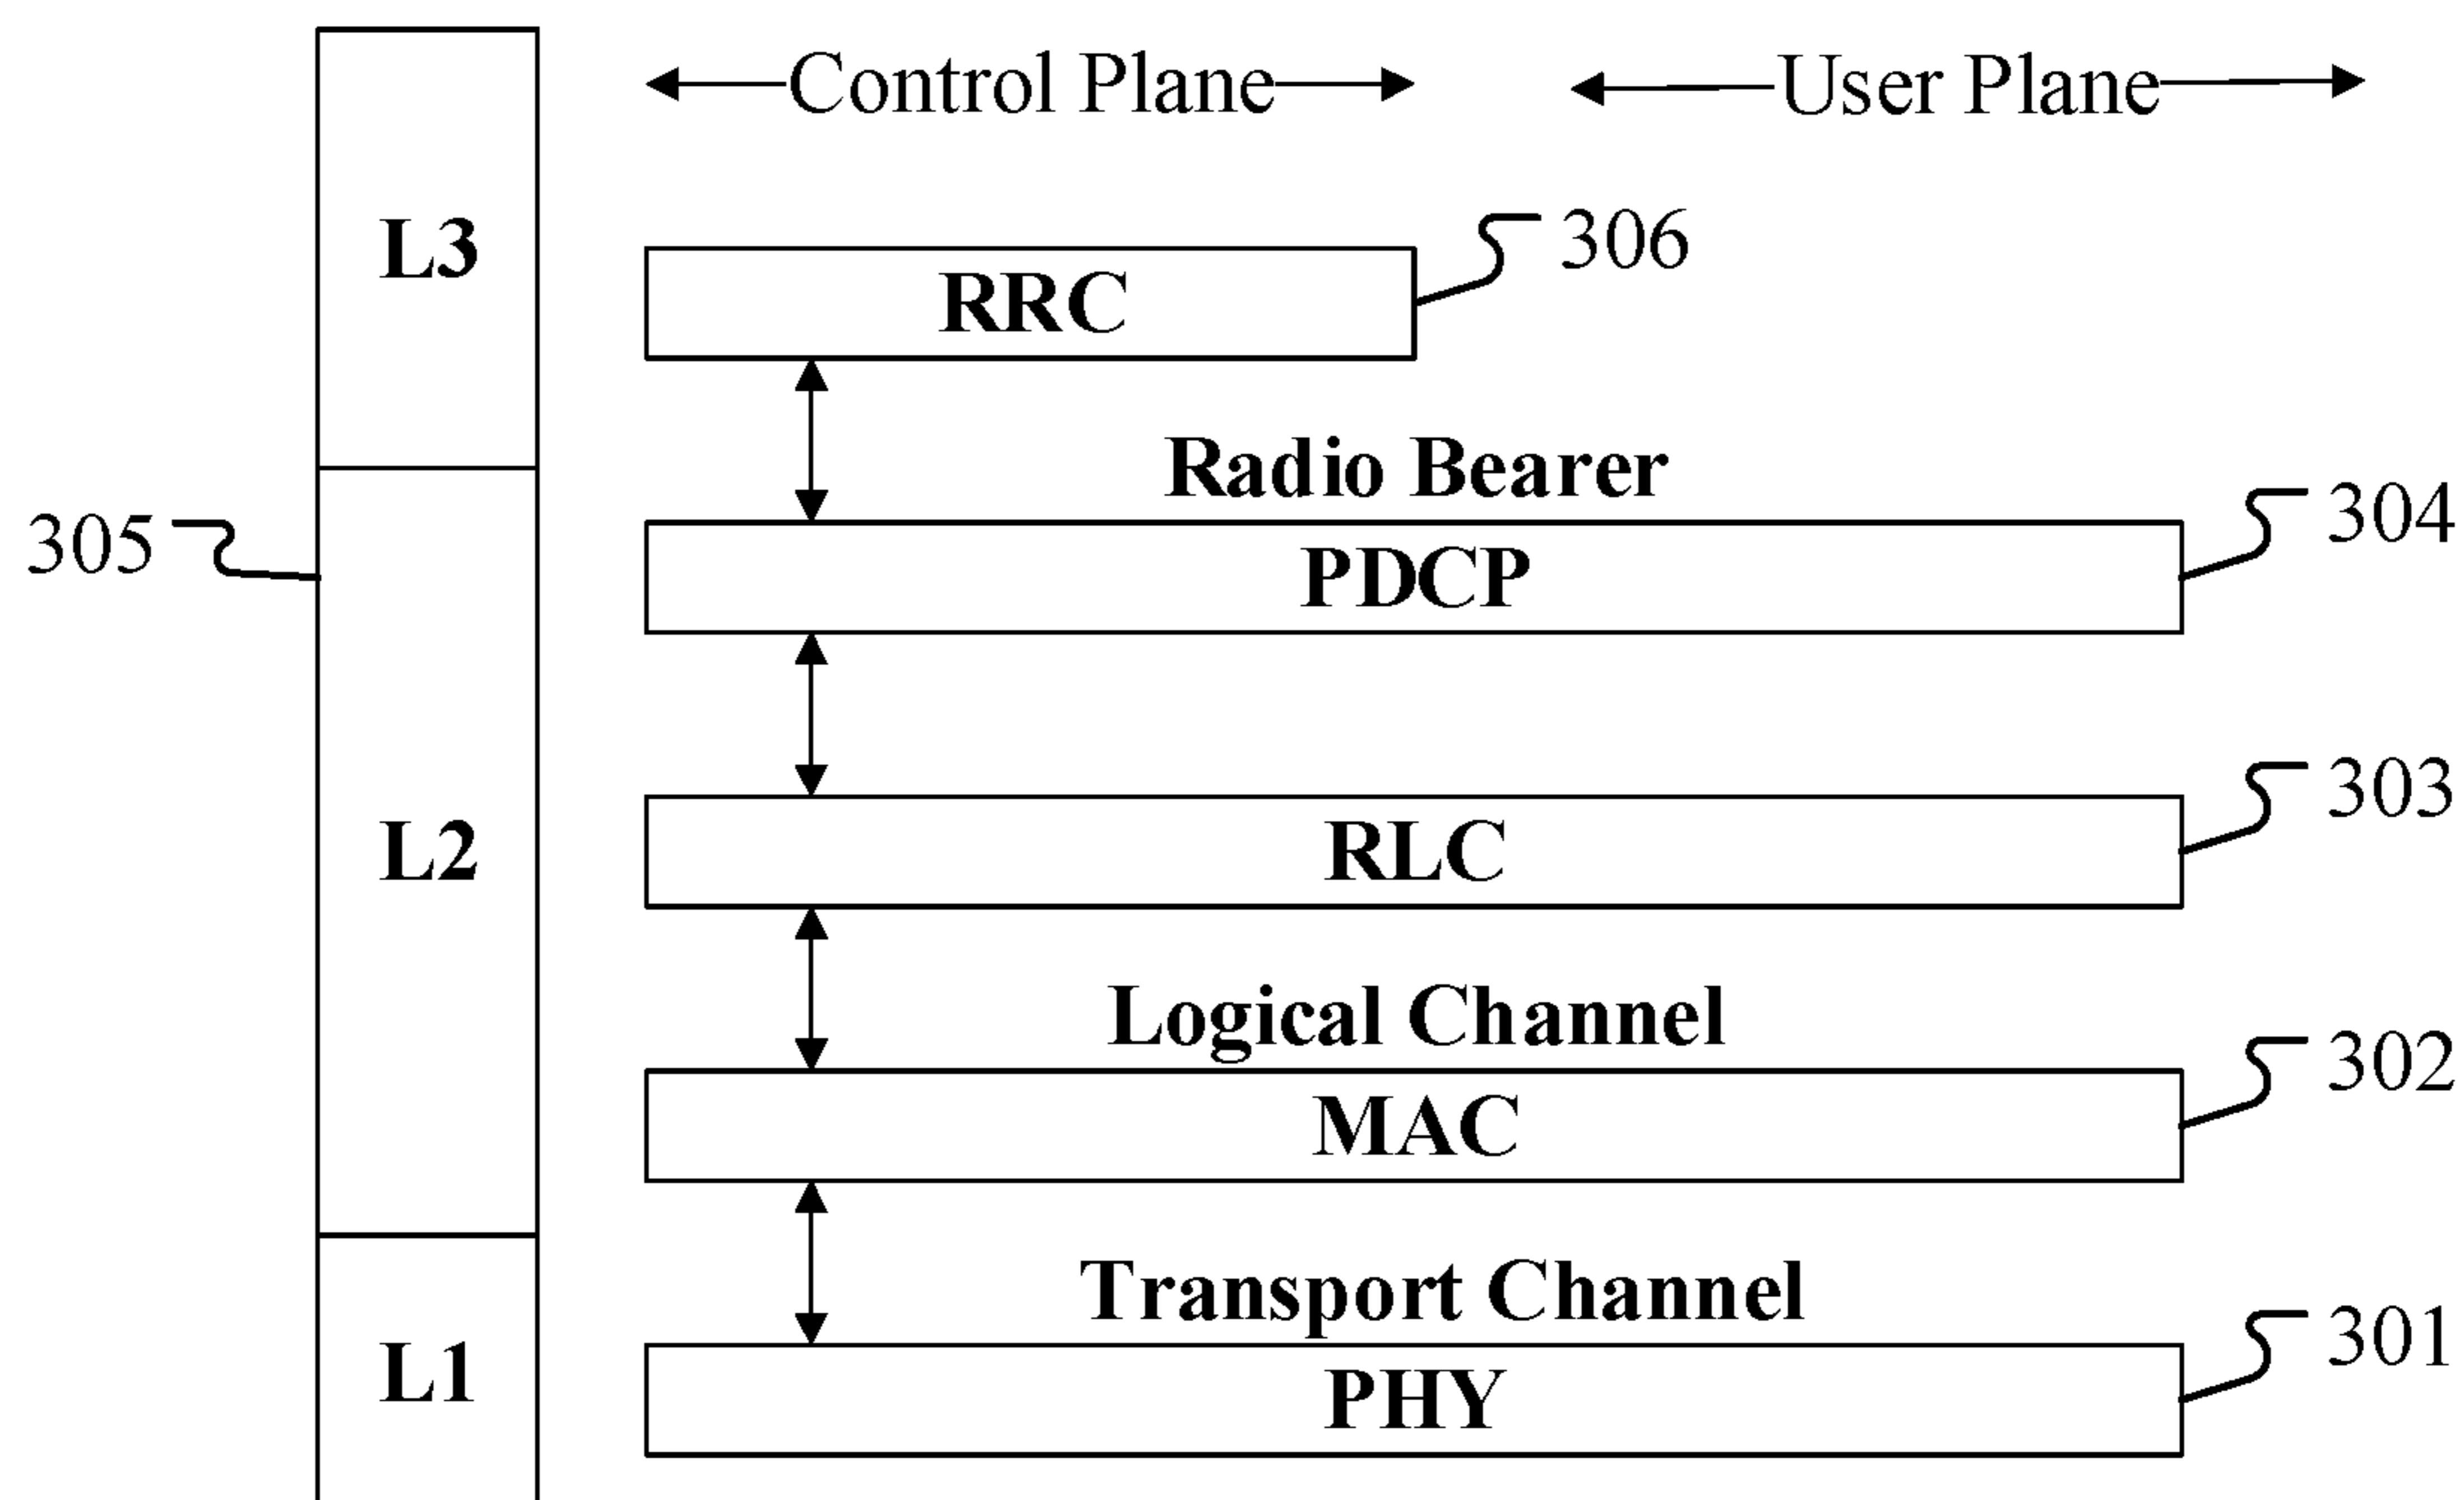 Control Plane
User Plane
L3
306
RRC
Radio Bearer
305
304
PDCP
303
L2
RLC
Logical Channel
302
MAC
Transport Channel
301
L1
PHY